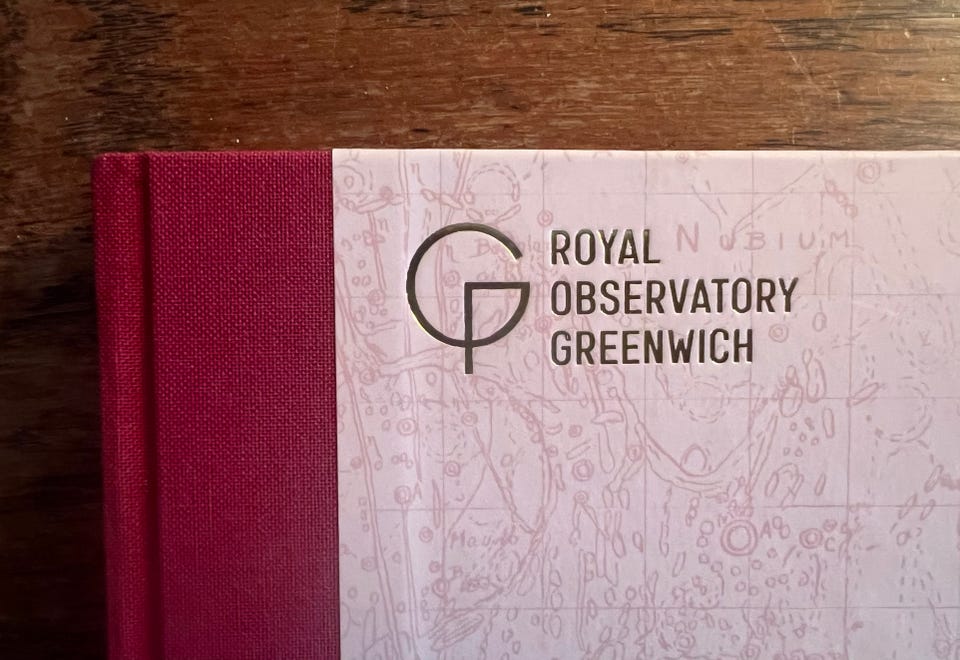 ROYAL
OBSERVATORY
GREENWICH
NUBIUM